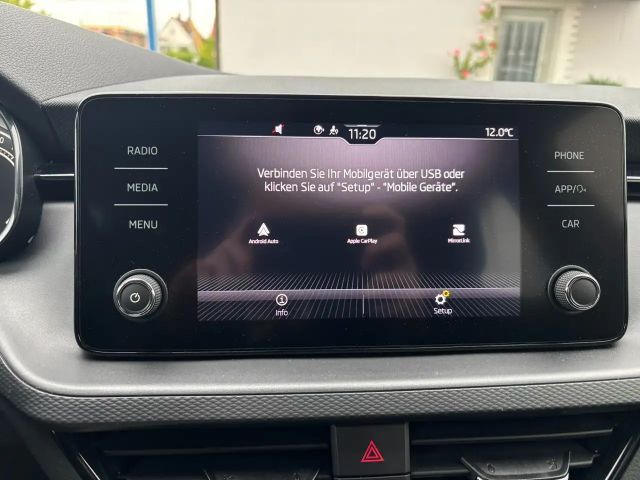 11:20
12.0°C
RADIO
MEDIA
MENU
Verbinden Sie Ihr Mobilgerät über USB oder
klicken Sie auf "Setup" - "Mobile Geräte".
Android Auto
Apple CarPlay
MirrorLink
Info
Setup
PHONE
APP/
CAR